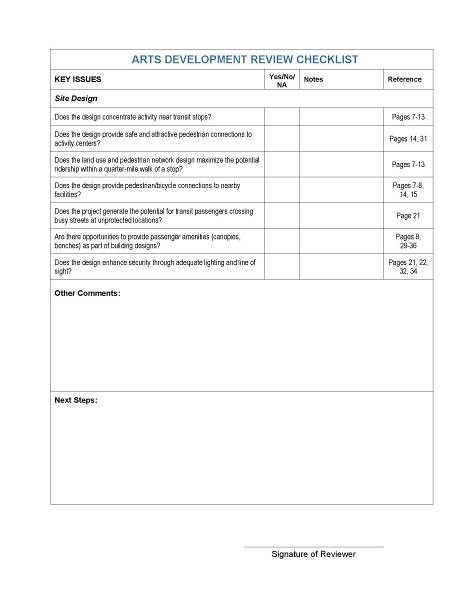 ARTS DEVELOPMENT REVIEW CHECKLIST
KEY ISSUES
Yes/No/
NA
Notes
Reference
Site Design
Does the design concentrate activity near transit stops?
Pages 7-13
Does the design provide safe and attractive pedestrian connections to
activity centers?
Pages 14, 31
Does the land use and pedestrian network design maximize the potential
ridership within a quarter-mile walk of a stop?
Pages 7-13
Does the design provide pedestrian/bicycle connections to nearby
facilities?
Pages 7-8,
14, 15
Does the project generate the potential for transit passengers crossing
busy streets at unprotected locations?
Page 21
Are there opportunities to provide passenger amenities (canopies,
benches) as part of building designs?
Pages 8,
29-36
Does the design enhance security through adequate lighting and line of
sight?
Pages 21, 22,
32, 34
Other Comments:
Next Steps:
Signature of Reviewer